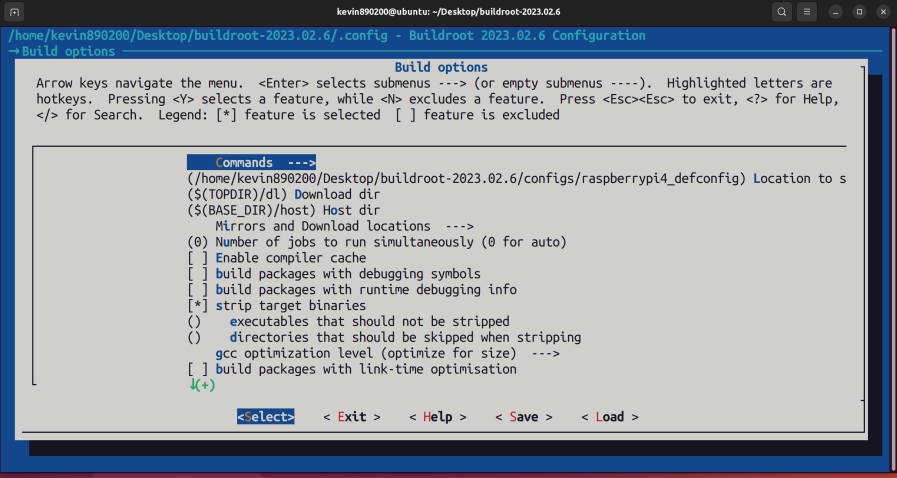 kevin890200@ubuntu: ~/Desktop/buildroot-2023.02.6
/home/kevin890200/Desktop/buildroot-2023.02.6/.config - Buildroot 2023.02.6 Configuration
→Build options
Build options
Arrow keys navigate the menu.  <Enter> selects submenus ---> (or empty submenus ----).  Highlighted letters are
hotkeys.  Pressing <Y> selects a feature, while <N> excludes a feature.  Press <Esc><Esc> to exit, <?> for Help,
</> for Search.  Legend: [*] feature is selected  [ ] feature is excluded
Commands  --->
(/home/kevin890200/Desktop/buildroot-2023.02.6/configs/raspberrypi4_defconfig) Location to s
($(TOPDIR)/dl) Download dir
($(BASE_DIR)/host) Host dir
Mirrors and Download locations  --->
(0) Number of jobs to run simultaneously (0 for auto)
[ ] Enable compiler cache
[ ] build packages with debugging symbols
[ ] build packages with runtime debugging info
[*] strip target binaries
()    executables that should not be stripped
()    directories that should be skipped when stripping
gcc optimization level (optimize for size)  --->
[ ] build packages with link-time optimisation
↓(+)
<Select>    < Exit >    < Help >    < Save >    < Load >